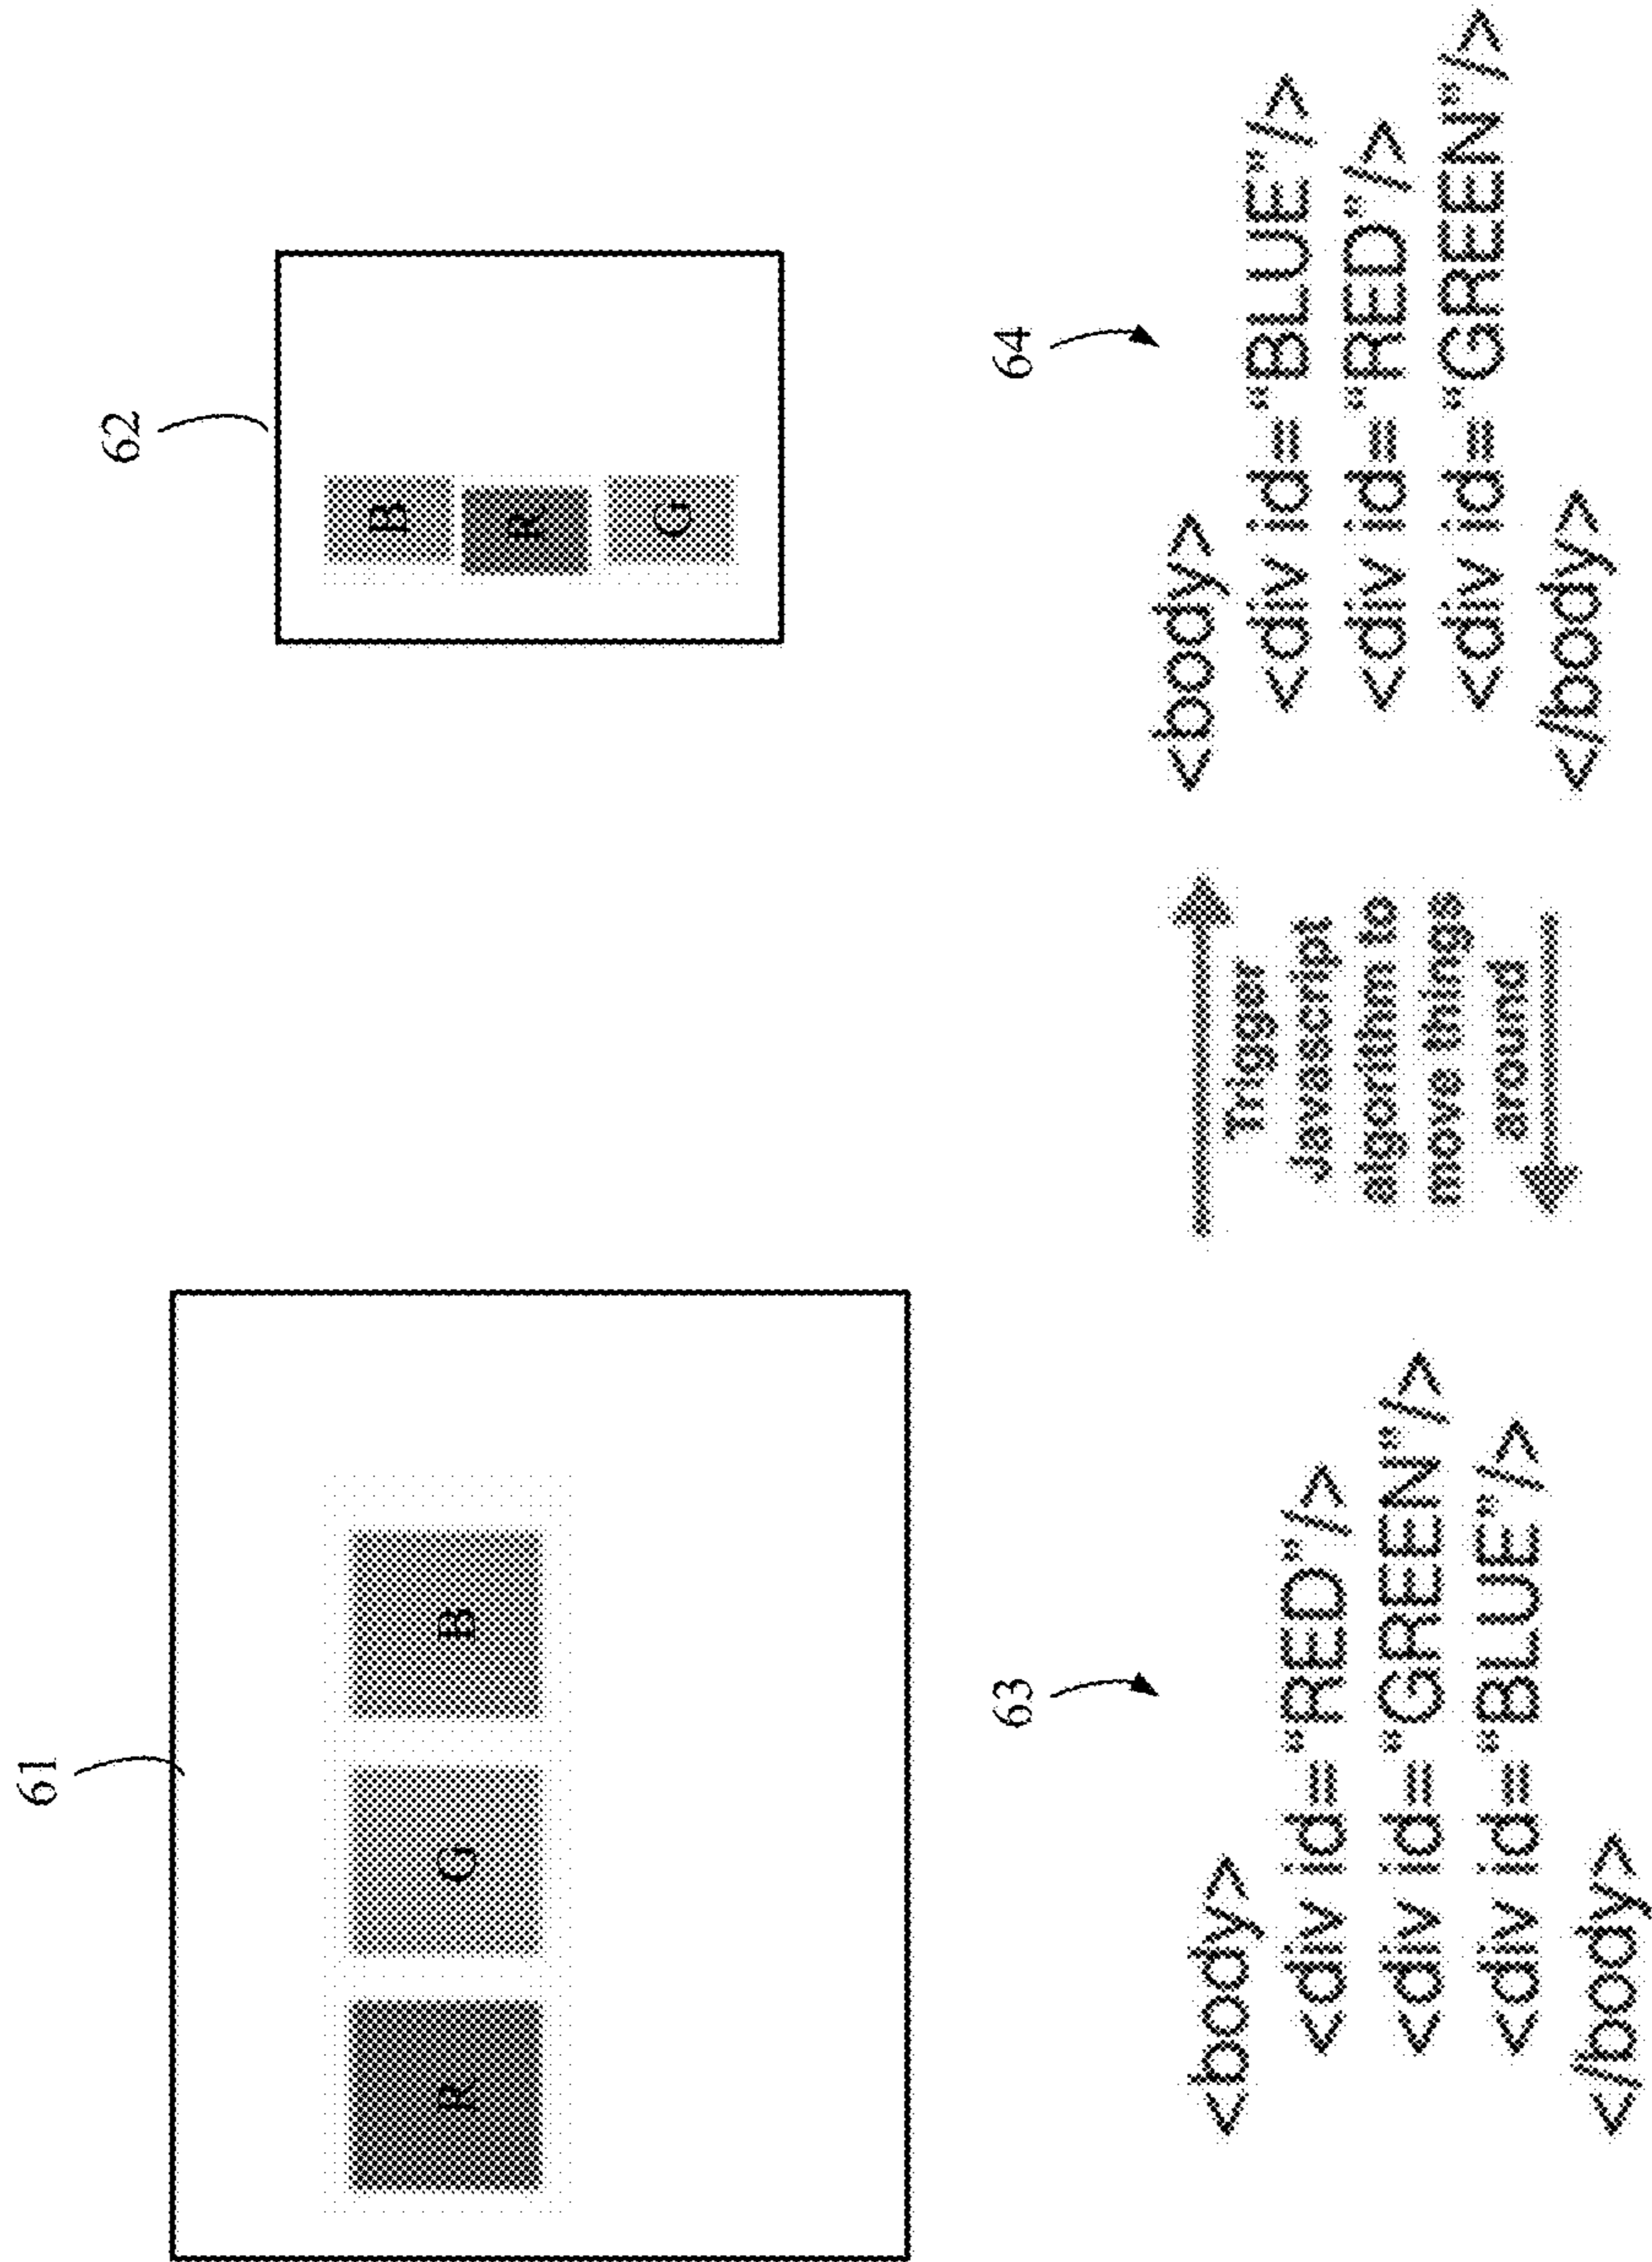 61
R G B
62
B
R
G
63
<body>
<div id="RED"/>
<div id="GREEN"/>
<div id="BLUE"/>
</body>
Trigger
Javascript
algorithm to
move things
around
64
<body>
<div id="BLUE"/>
<div id="RED"/>
<div id="GREEN"/>
</body>